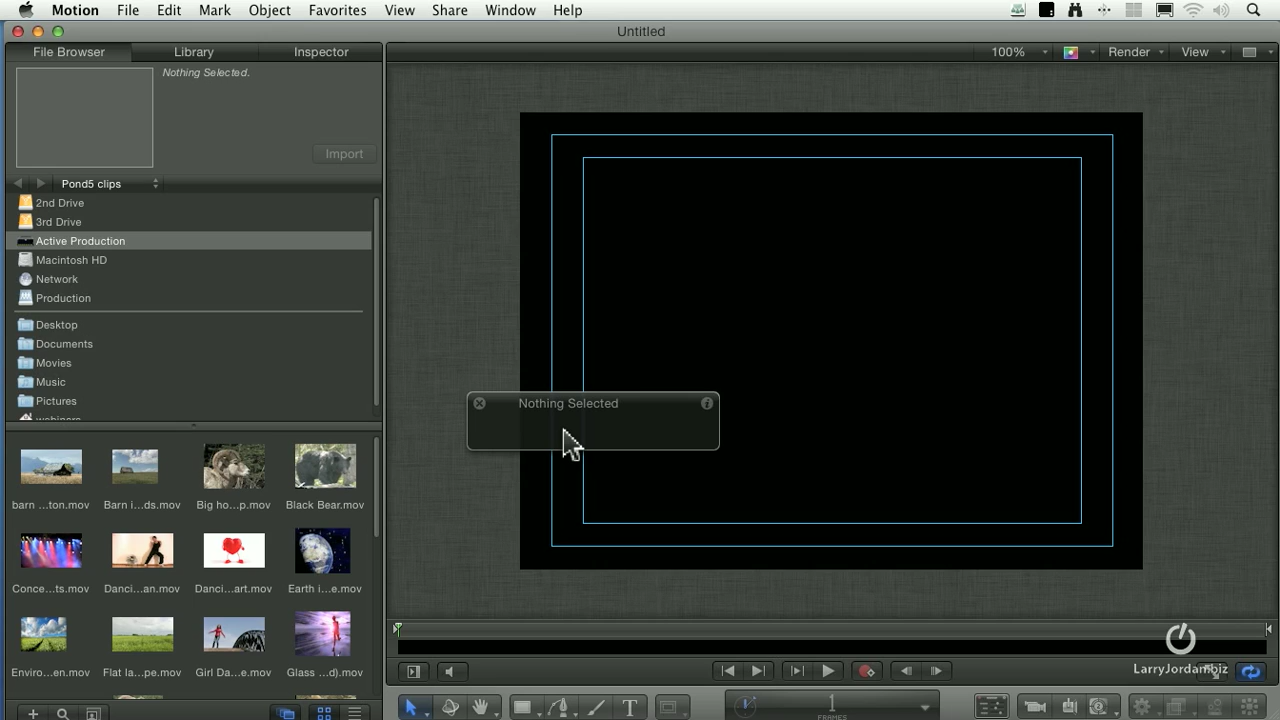 Motion File Edit Mark Object Favorites View Share Window Help
Untitled
File Browser Library Inspector
100% Render View
Nothing Selected.
Import
Pond5 clips
2nd Drive
3rd Drive
Active Production
Macintosh HD
Network
Production
Desktop
Documents
Movies
Music
Pictures
Nothing Selected
barn ...ton.mov Barn i...ds.mov Big ho...p.mov Black Bear.mov
Conce...ts.mov Danci...an.mov Danci...art.mov Earth i...e.mov
Enviro...en.mov Flat la...pe.mov Girl Da...e.mov Glass ...d).mov
LarryJordan.biz
T
1
FRAMES